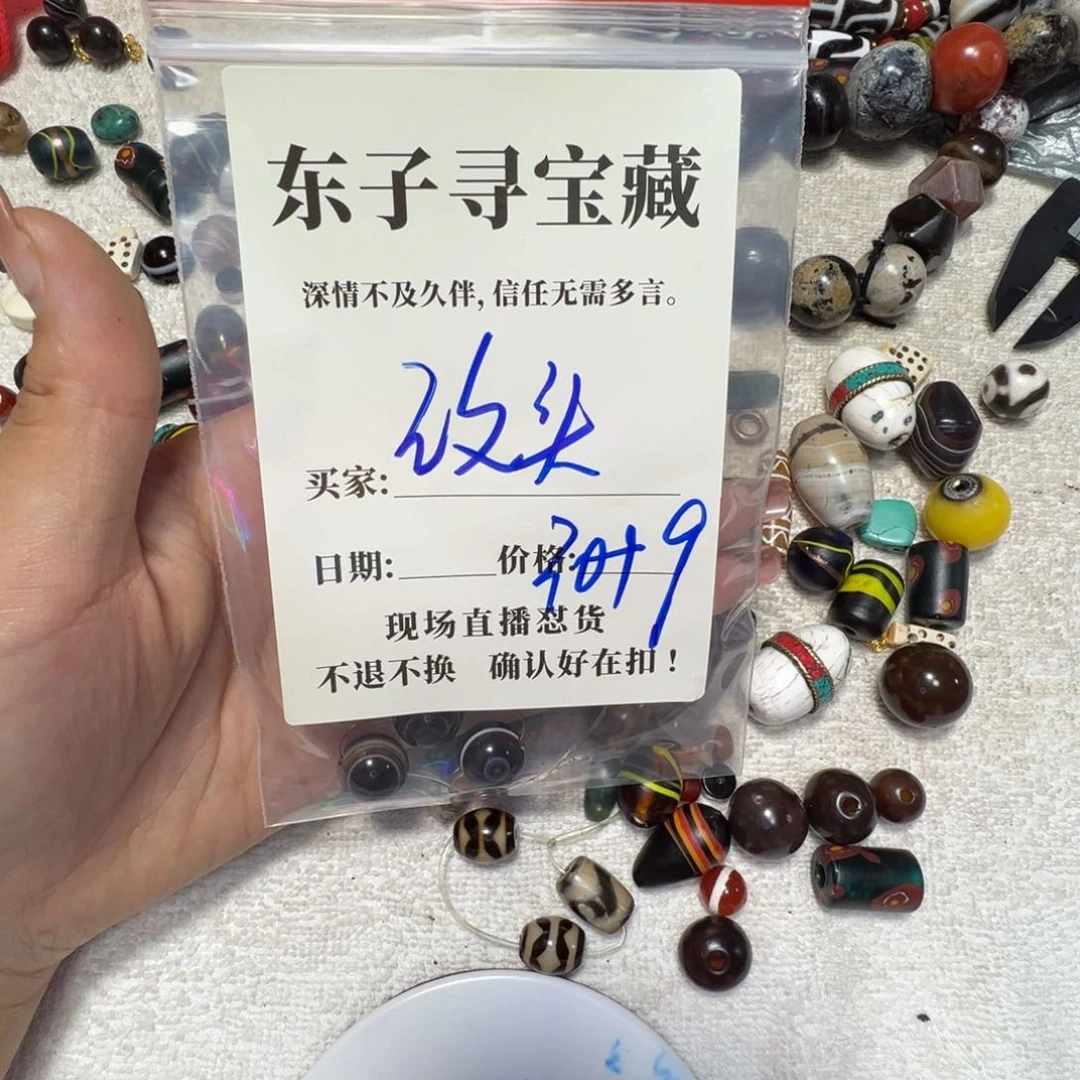 东子寻宝藏
深情不及久伴,信任无需多言。
买家:
日期: 价格:
现场直播怼货
不退不换 确认好在扣!